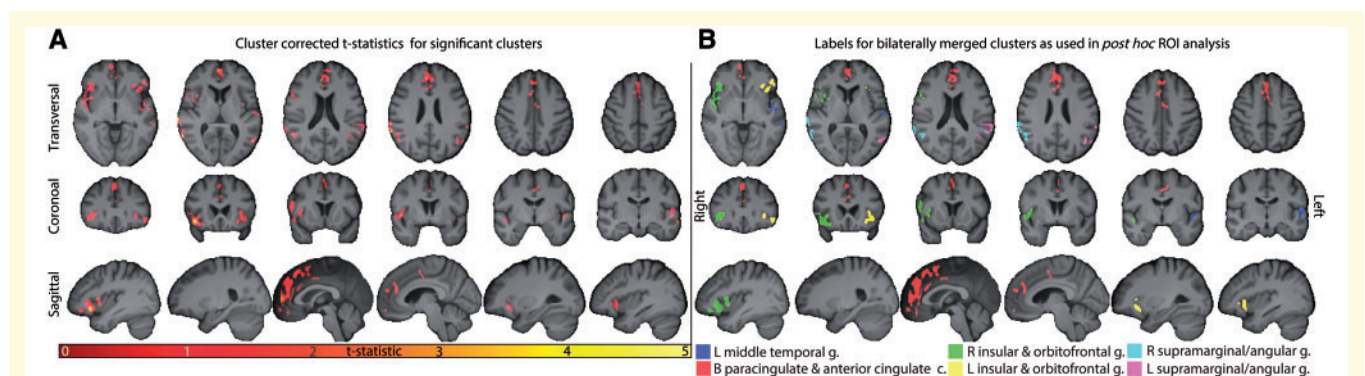 A
Cluster corrected t-statistics for significant clusters
Transversal
Coronoal
Sagittal
0 1 2 t-statistic 3 4 5
B
Labels for bilaterally merged clusters as used in post hoc ROI analysis
Right
Left
L middle temporal g.
R insular & orbitofrontal g.
R supramarginal/angular g.
B paracingulate & anterior cingulate c.
L insular & orbitofrontal g.
L supramarginal/angular g.